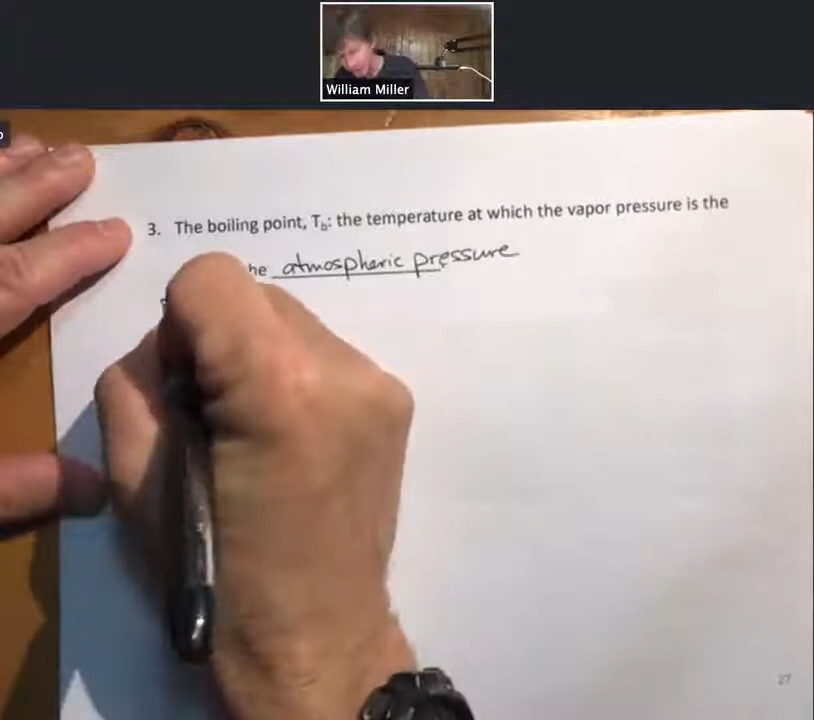 William Miller
3. The boiling point, Tb: the temperature at which the vapor pressure is the
he atmospheric pressure
27